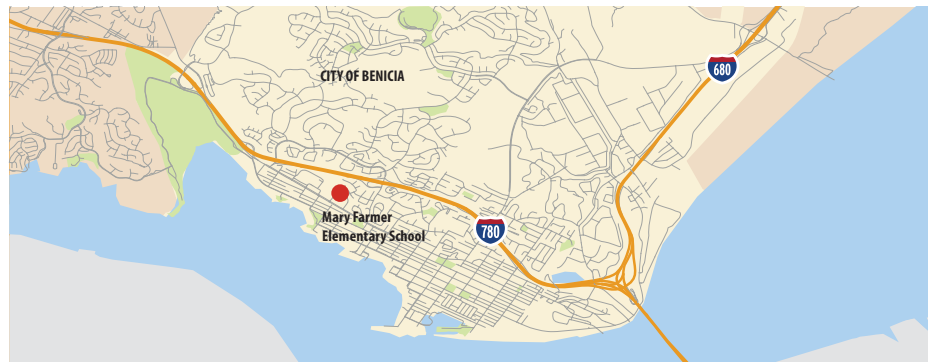 CITY OF BENICIA
680
Mary Farmer
Elementary School
780